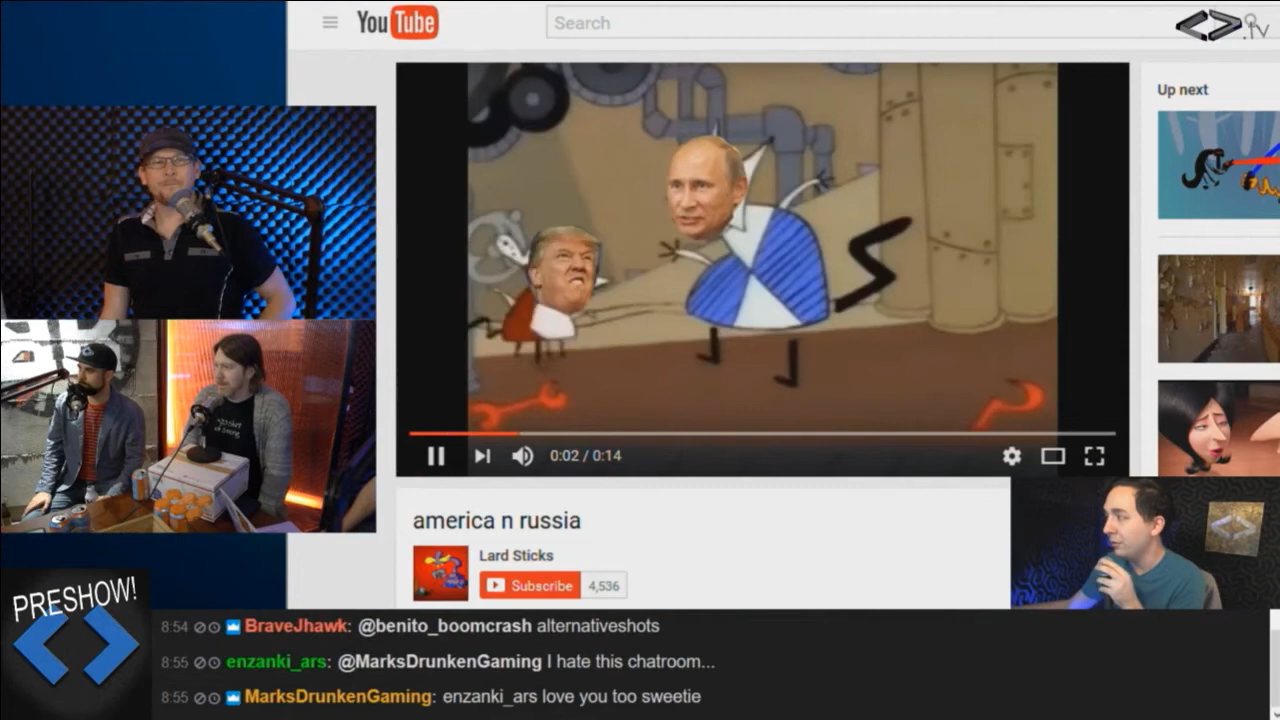 YouTube
Search
.tv
Up next
0:02 / 0:14
america n russia
Lard Sticks
Subscribe 4,536
PRESHOW!
8:54 BraveJhawk: @benito_boomcrash alternativeshots
8:55 enzanki_ars: @MarksDrunkenGaming I hate this chatroom...
8:55 MarksDrunkenGaming: enzanki_ars love you too sweetie